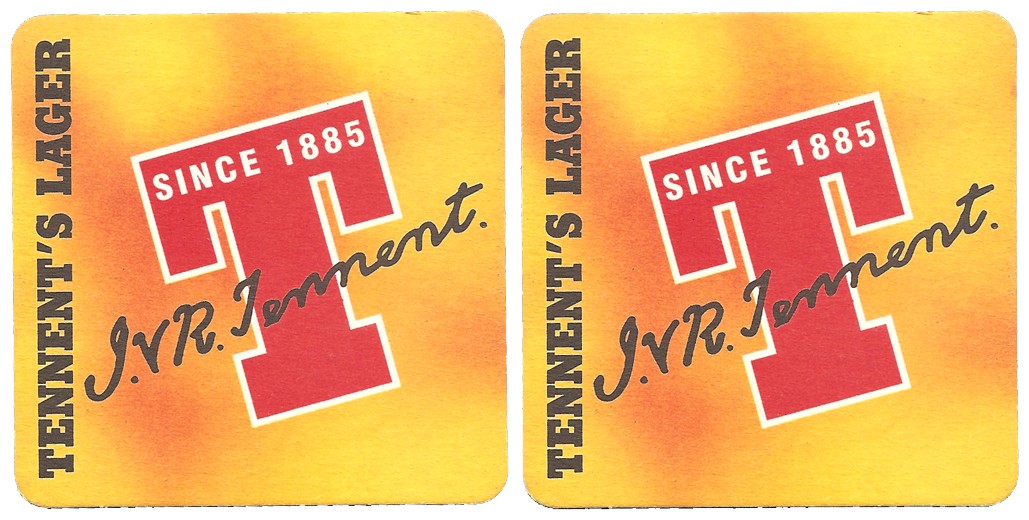 TENNENT'S LAGER
SINCE 1885
T
J.V.R. Tennent.
TENNENT'S LAGER
SINCE 1885
T
J.V.R. Tennent.